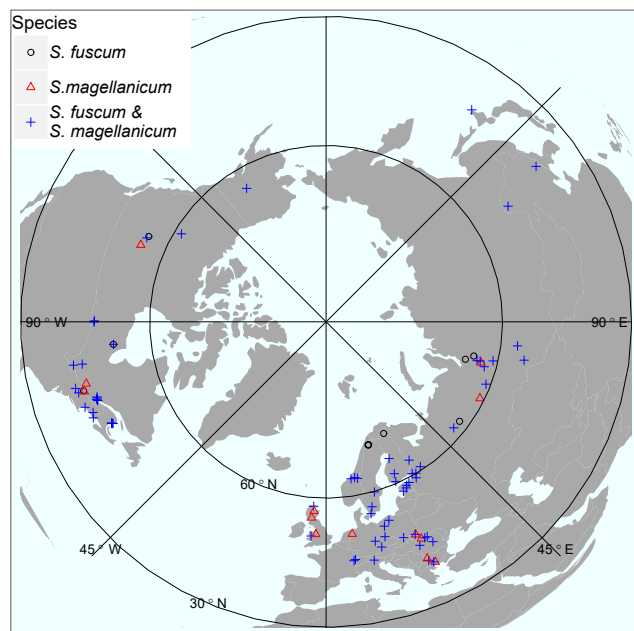 Species
S. fuscum
S.magellanicum
S. fuscum &
S. magellanicum
90 ° W
90 ° E
60 ° N
45 ° W
45 ° E
30 ° N